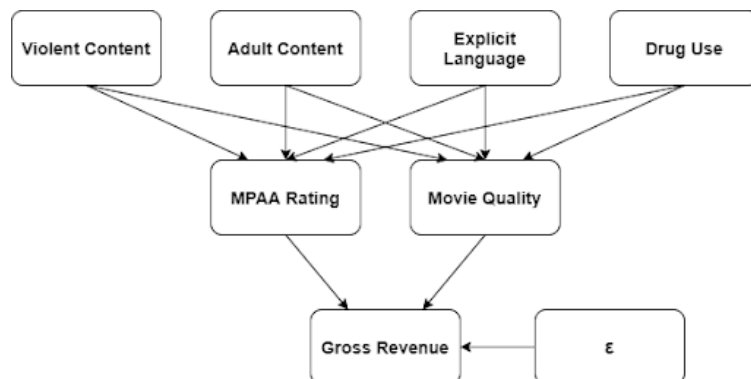 Violent Content
Adult Content
Explicit
Language
Drug Use
MPAA Rating
Movie Quality
Gross Revenue
ε